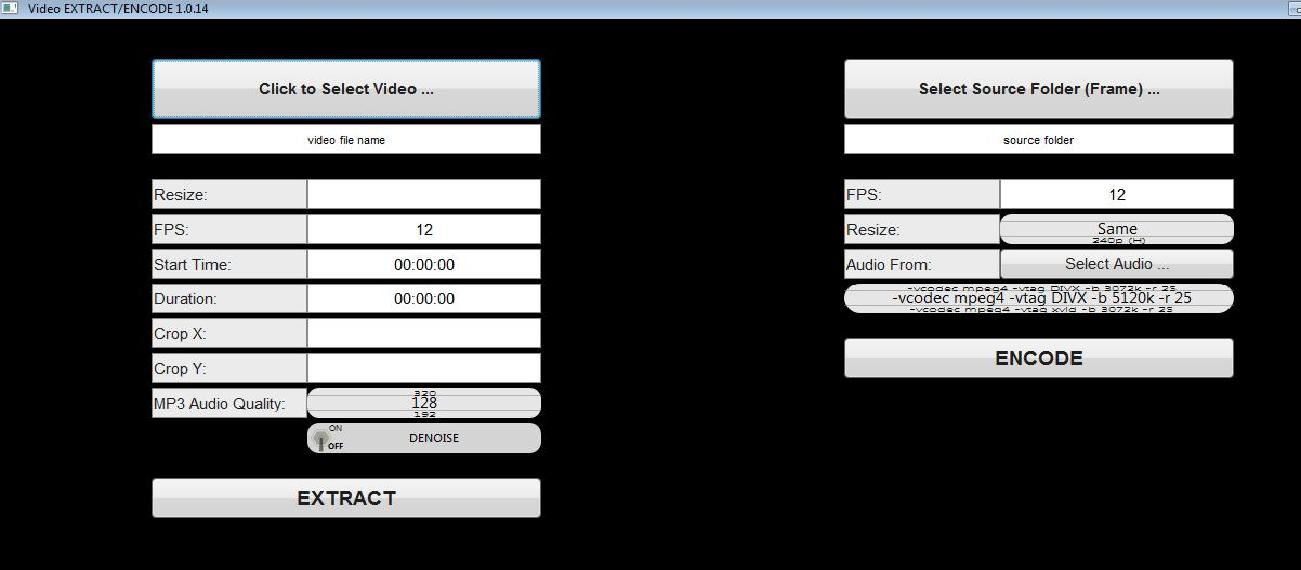 Video EXTRACT/ENCODE 1.0.14
Click to Select Video ...
video file name
Resize:
FPS: 12
Start Time: 00:00:00
Duration: 00:00:00
Crop X:
Crop Y:
MP3 Audio Quality: 320
128
192
ON
OFF
DENOISE
EXTRACT
Select Source Folder (Frame) ...
source folder
FPS: 12
Resize: Same
240p (H)
Audio From: Select Audio ...
-vcodec mpeg4 -vtag DIVX -b 3072k -r 25
-vcodec mpeg4 -vtag DIVX -b 5120k -r 25
-vcodec mpeg4 -vtag xvid -b 3072k -r 25
ENCODE